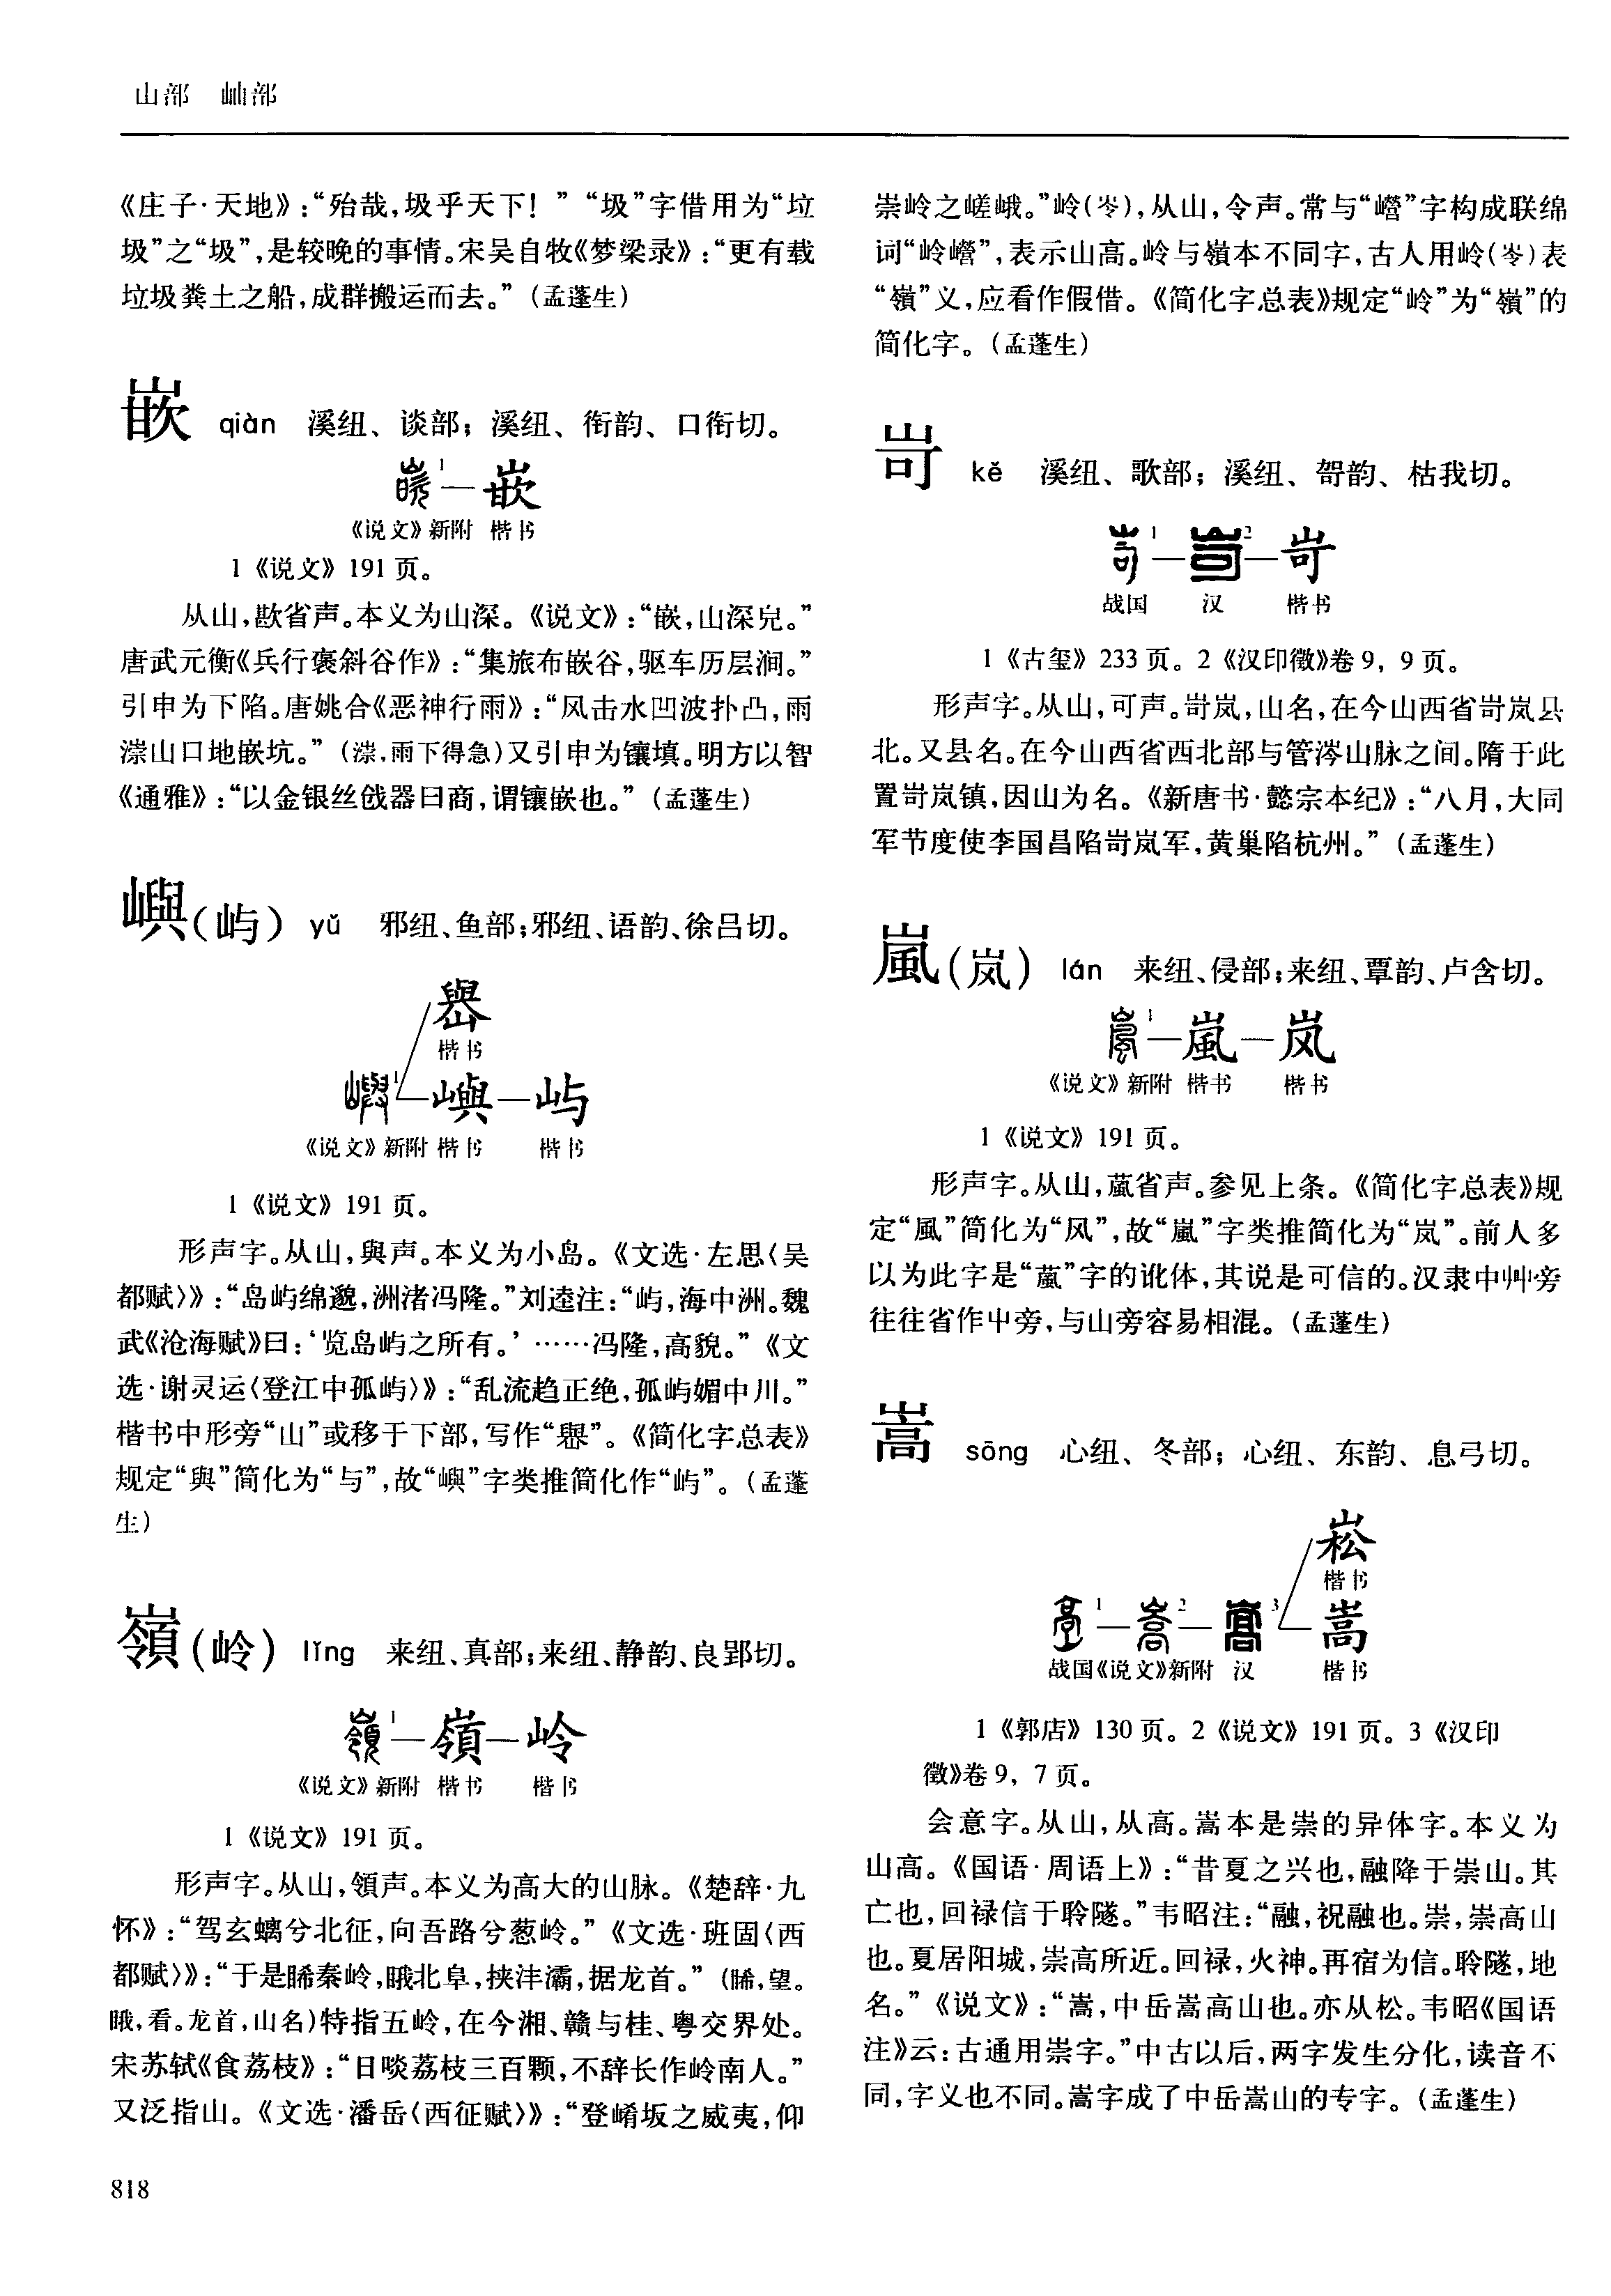 山部　屾部
《庄子·天地》:“殆哉,圾乎天下！”“圾”字借用为“垃
圾”之“圾”,是较晚的事情。宋吴自牧《梦梁录》:“更有载
垃圾粪土之船,成群搬运而去。”(孟蓬生)
嵌 qiàn 溪纽、谈部；溪纽、衔韵、口衔切。
1—嵌
《说文》新附 楷书
1《说文》191页。
从山,歁省声。本义为山深。《说文》:“嵌,山深皃。”
唐武元衡《兵行褒斜谷作》:“集旅布嵌谷,驱车历层涧。”
引申为下陷。唐姚合《恶神行雨》:“风击水凹波扑凸,雨
漴山口地嵌坑。”(漴,雨下得急)又引申为镶填。明方以智
《通雅》:“以金银丝戗器曰商,谓镶嵌也。”(孟蓬生)
嶼(屿) yǔ 邪纽、鱼部;邪纽、语韵、徐吕切。
楷书
1—嶼—屿
《说文》新附 楷书 楷书
1《说文》191页。
形声字。从山,與声。本义为小岛。《文选·左思〈吴
都赋〉》:“岛屿绵邈,洲渚冯隆。”刘逵注:“屿,海中洲。魏
武《沧海赋》曰:‘览岛屿之所有。’……冯隆,高貌。”《文
选·谢灵运〈登江中孤屿〉》:“乱流趋正绝,孤屿媚中川。”
楷书中形旁“山”或移于下部,写作“”。《简化字总表》
规定“與”简化为“与”,故“嶼”字类推简化作“屿”。(孟蓬
生)
嶺(岭) lǐng 来纽、真部;来纽、静韵、良郢切。
1—嶺—岭
《说文》新附 楷书 楷书
1《说文》191页。
形声字。从山,領声。本义为高大的山脉。《楚辞·九
怀》:“驾玄螭兮北征,向吾路兮葱岭。”《文选·班固〈西
都赋〉》:“于是睎秦岭,睋北阜,挟沣灞,据龙首。”(睎,望。
睋,看。龙首,山名)特指五岭,在今湘、赣与桂、粤交界处。
宋苏轼《食荔枝》:“日啖荔枝三百颗,不辞长作岭南人。”
又泛指山。《文选·潘岳〈西征赋〉》:“登崤坂之威夷,仰
崇岭之嵯峨。”岭(岺),从山,令声。常与“嶝”字构成联绵
词“岭嶝”,表示山高。岭与嶺本不同字,古人用岭(岺)表
“嶺”义,应看作假借。《简化字总表》规定“岭”为“嶺”的
简化字。(孟蓬生)
岢 kě 溪纽、歌部；溪纽、哿韵、枯我切。
1—2—岢
战国 汉 楷书
1《古玺》233页。2《汉印徵》卷9，9页。
形声字。从山,可声。岢岚,山名,在今山西省岢岚县
北。又县名。在今山西省西北部与管涔山脉之间。隋于此
置岢岚镇,因山为名。《新唐书·懿宗本纪》:“八月,大同
军节度使李国昌陷岢岚军,黄巢陷杭州。”(孟蓬生)
嵐(岚) lán 来纽、侵部;来纽、覃韵、卢含切。
1—嵐—岚
《说文》新附 楷书 楷书
1《说文》191页。
形声字。从山,葻省声。参见上条。《简化字总表》规
定“風”简化为“风”,故“嵐”字类推简化为“岚”。前人多
以为此字是“葻”字的讹体,其说是可信的。汉隶中艸旁
往往省作屮旁,与山旁容易相混。(孟蓬生)
嵩 sōng 心纽、冬部；心纽、东韵、息弓切。
崧
楷书
1—2—3—嵩
战国《说文》新附 汉 楷书
1《郭店》130页。2《说文》191页。3《汉印
徵》卷9，7页。
会意字。从山,从高。嵩本是崇的异体字。本义为
山高。《国语·周语上》:“昔夏之兴也,融降于崇山。其
亡也,回禄信于聆隧。”韦昭注:“融,祝融也。崇,崇高山
也。夏居阳城,崇高所近。回禄,火神。再宿为信。聆隧,地
名。”《说文》:“嵩,中岳嵩高山也。亦从松。韦昭《国语
注》云:古通用崇字。”中古以后,两字发生分化,读音不
同,字义也不同。嵩字成了中岳嵩山的专字。(孟蓬生)
818